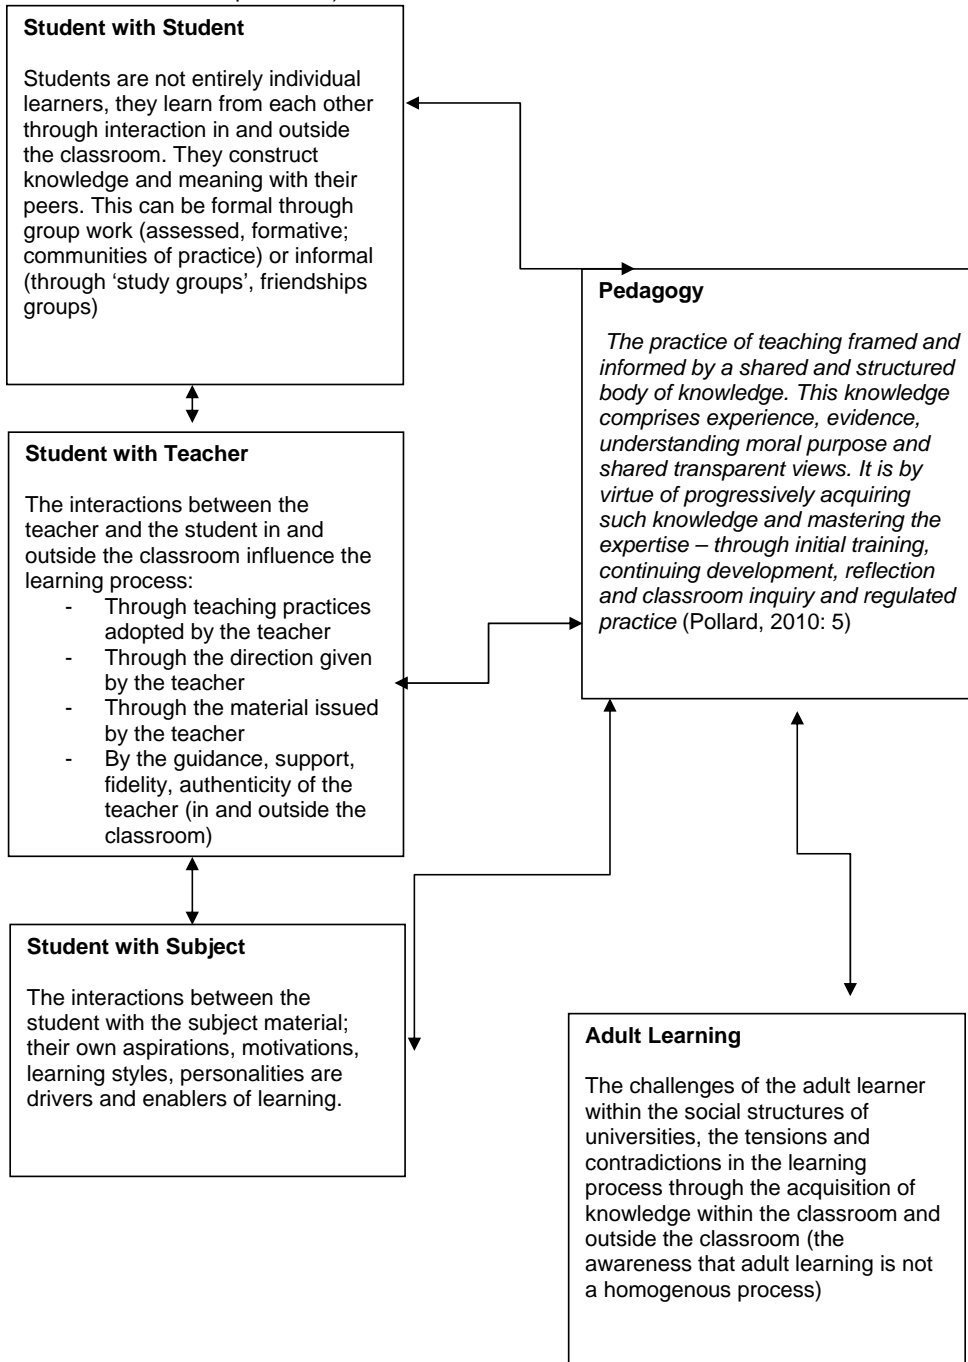 Student with Student
Students are not entirely individual
learners, they learn from each other
through interaction in and outside
the classroom. They construct
knowledge and meaning with their
peers. This can be formal through
group work (assessed, formative;
communities of practice) or informal
(through ‘study groups’, friendships
groups)
Student with Teacher
The interactions between the
teacher and the student in and
outside the classroom influence the
learning process:
- Through teaching practices
adopted by the teacher
- Through the direction given
by the teacher
- Through the material issued
by the teacher
- By the guidance, support,
fidelity, authenticity of the
teacher (in and outside the
classroom)
Student with Subject
The interactions between the
student with the subject material;
their own aspirations, motivations,
learning styles, personalities are
drivers and enablers of learning.
Pedagogy
The practice of teaching framed and
informed by a shared and structured
body of knowledge. This knowledge
comprises experience, evidence,
understanding moral purpose and
shared transparent views. It is by
virtue of progressively acquiring
such knowledge and mastering the
expertise – through initial training,
continuing development, reflection
and classroom inquiry and regulated
practice (Pollard, 2010: 5)
Adult Learning
The challenges of the adult learner
within the social structures of
universities, the tensions and
contradictions in the learning
process through the acquisition of
knowledge within the classroom and
outside the classroom (the
awareness that adult learning is not
a homogenous process)